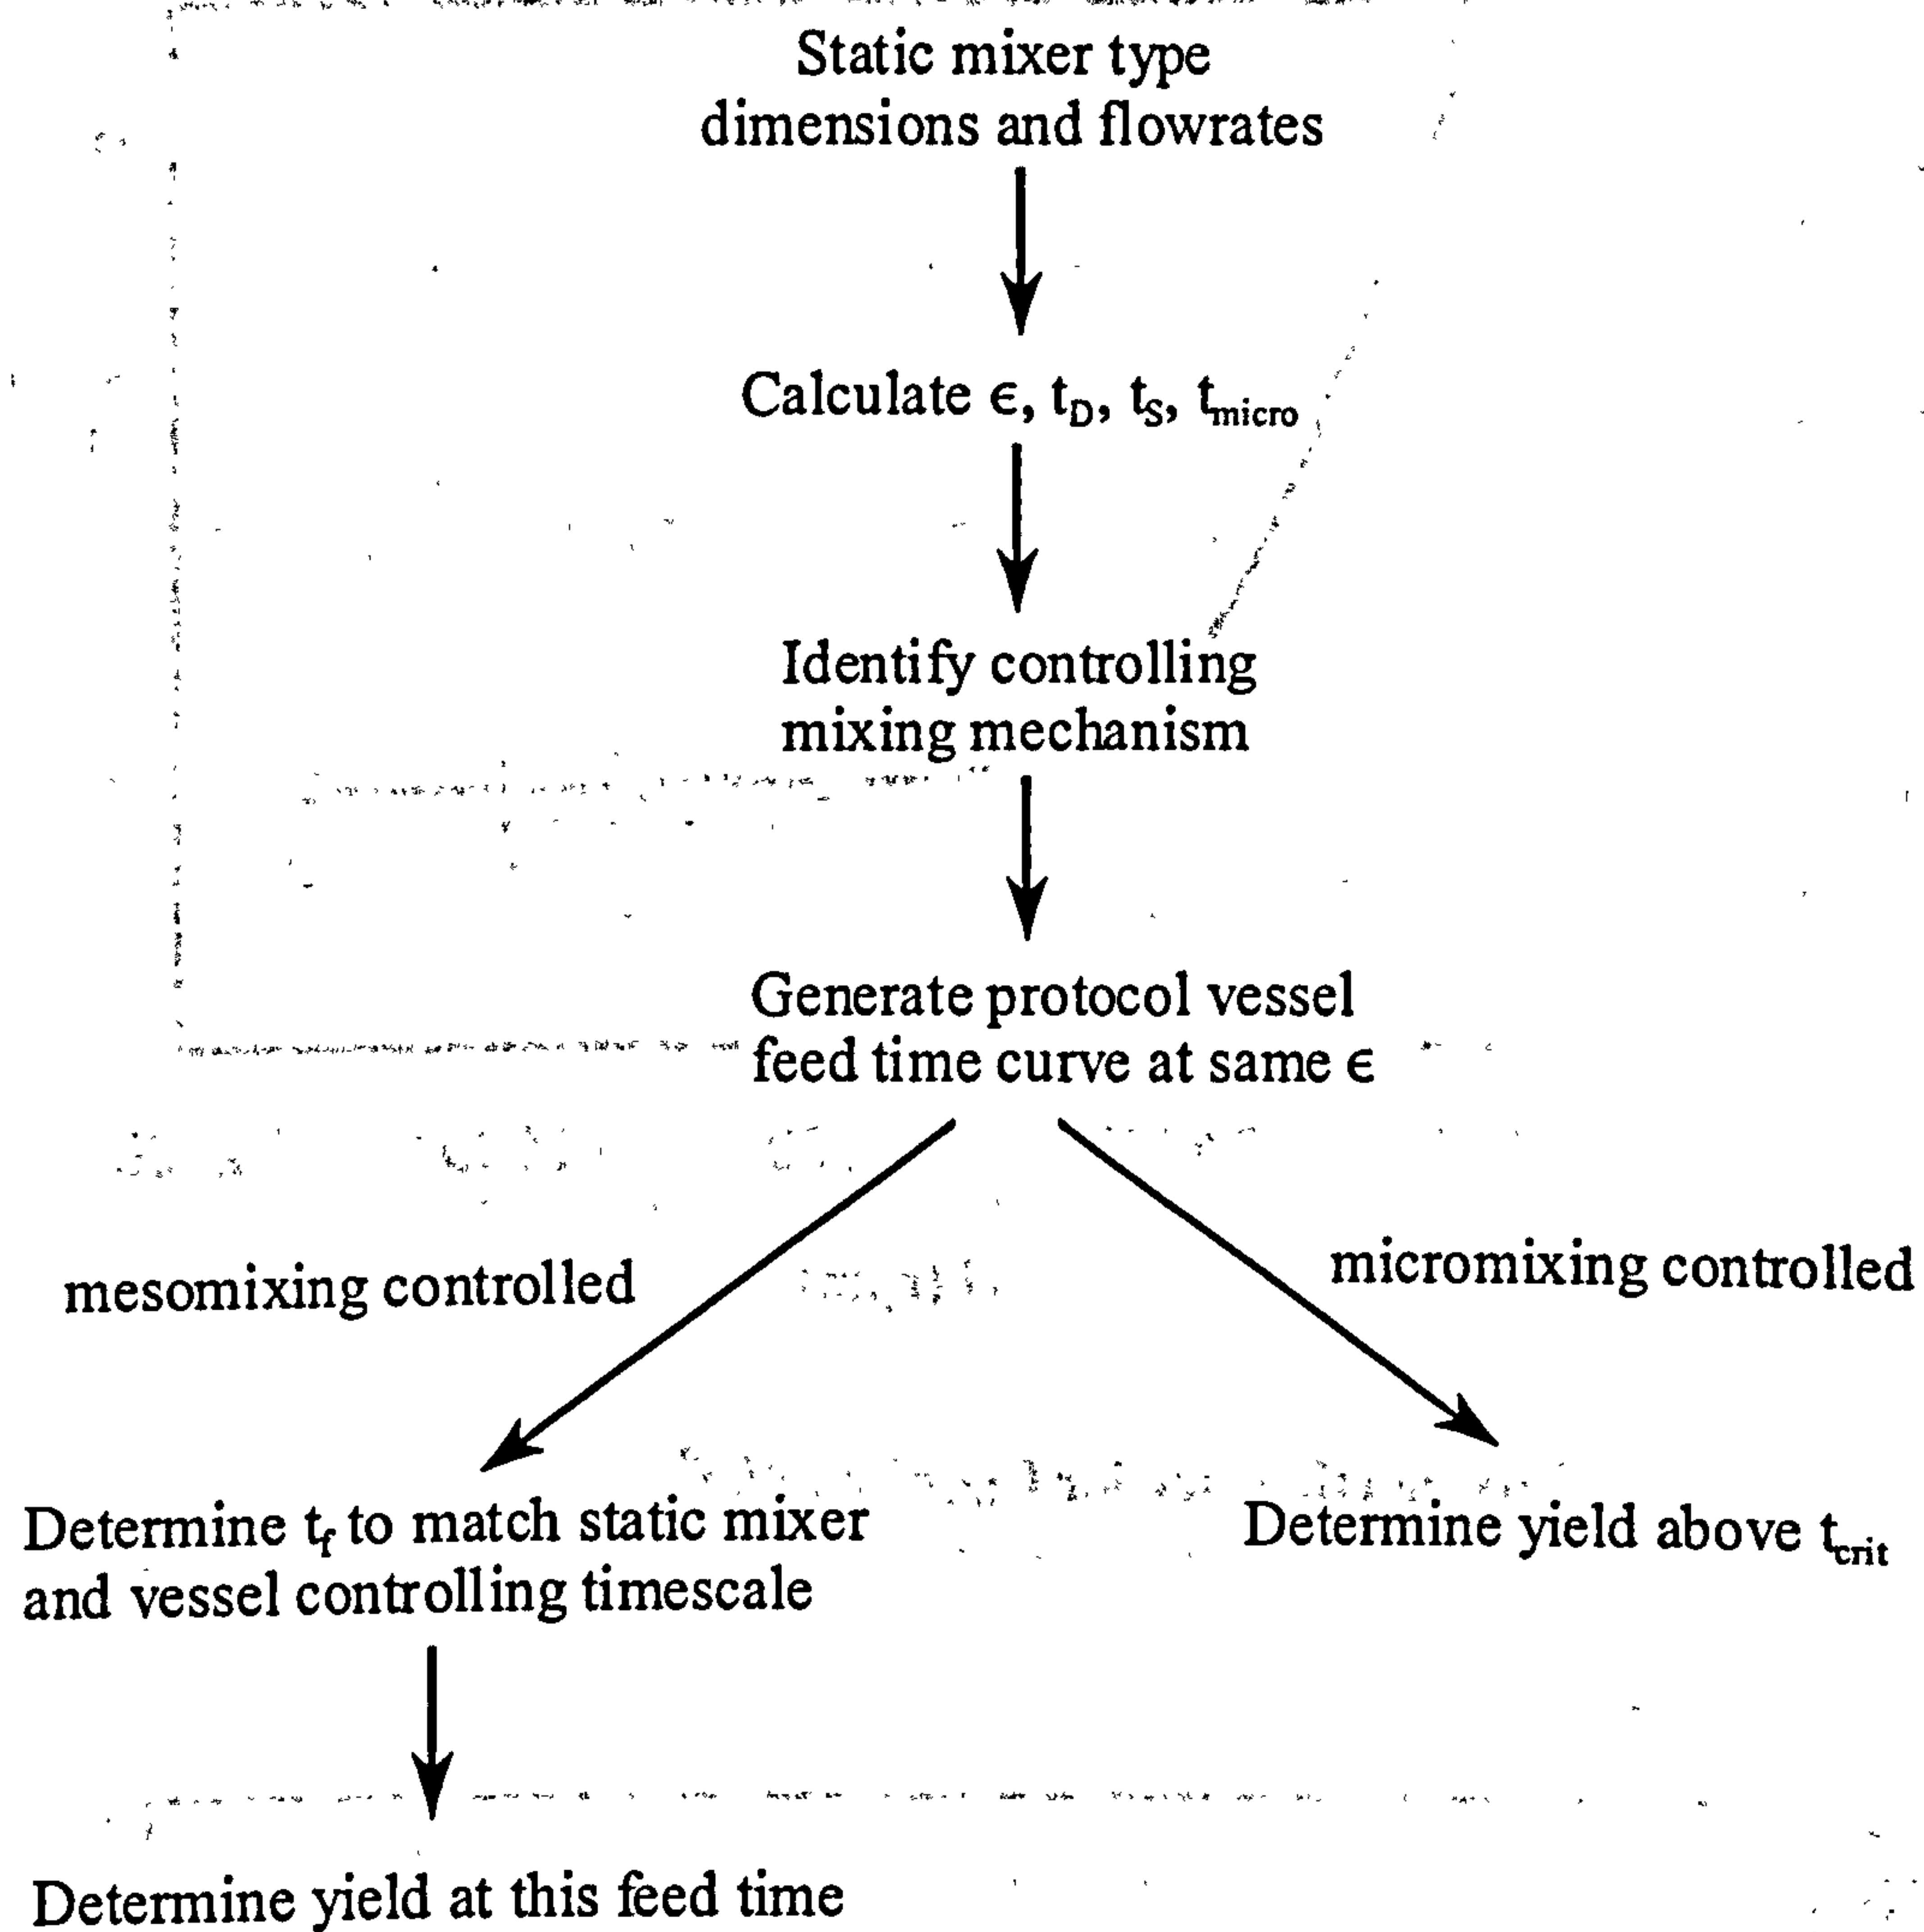 Static mixer type
dimensions and flowrates
Calculate ϵ, t_D, t_S, t_micro
Identify controlling
mixing mechanism
Generate protocol vessel
feed time curve at same ϵ
mesomixing controlled
micromixing controlled
Determine t_f to match static mixer
and vessel controlling timescale
Determine yield above t_crit
Determine yield at this feed time